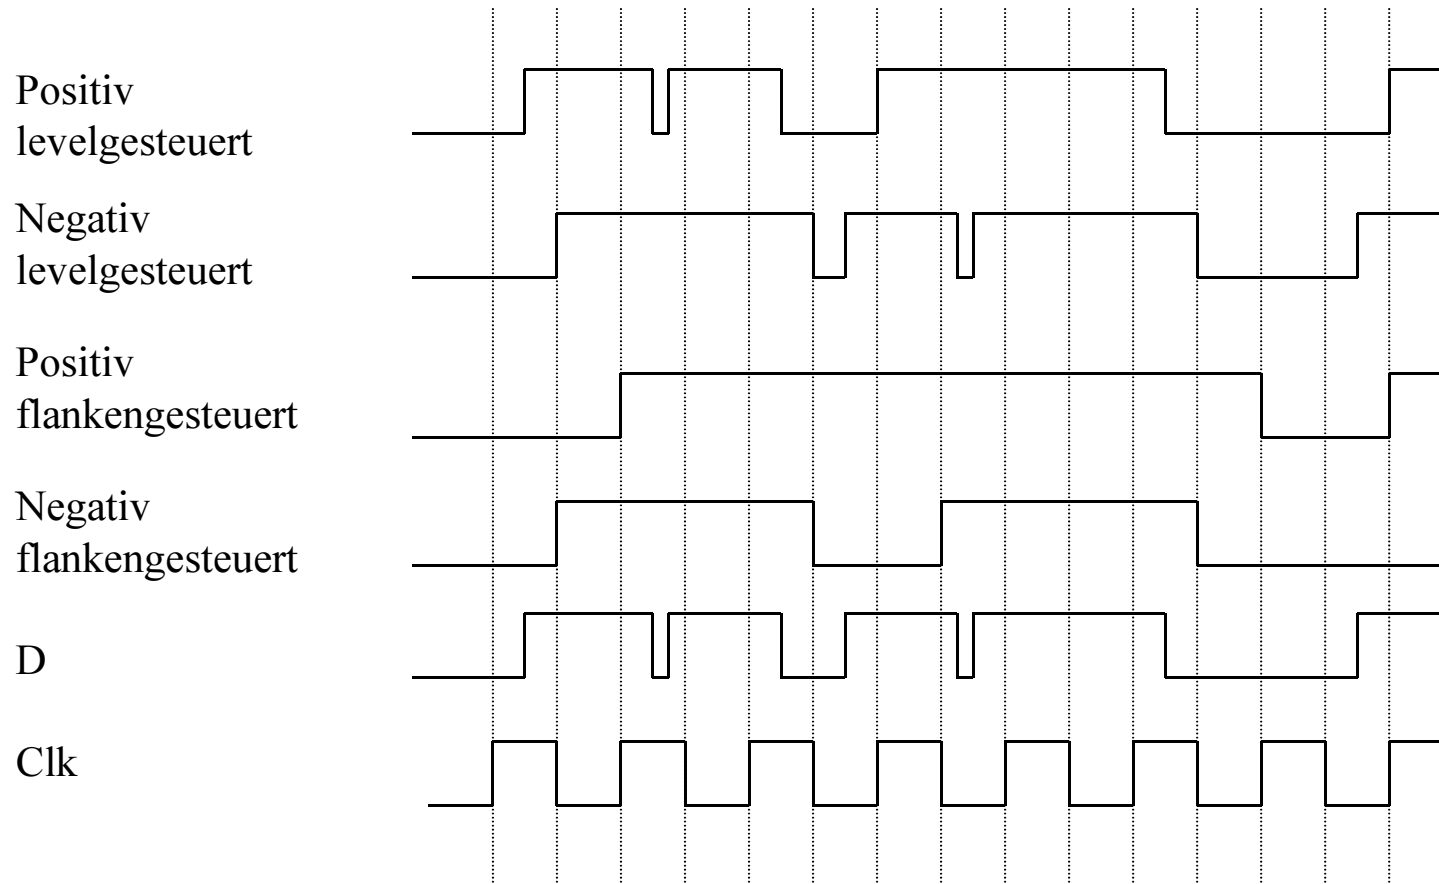 Positiv
levelgesteuert
Negativ
levelgesteuert
Positiv
flankengesteuert
Negativ
flankengesteuert
D
Clk